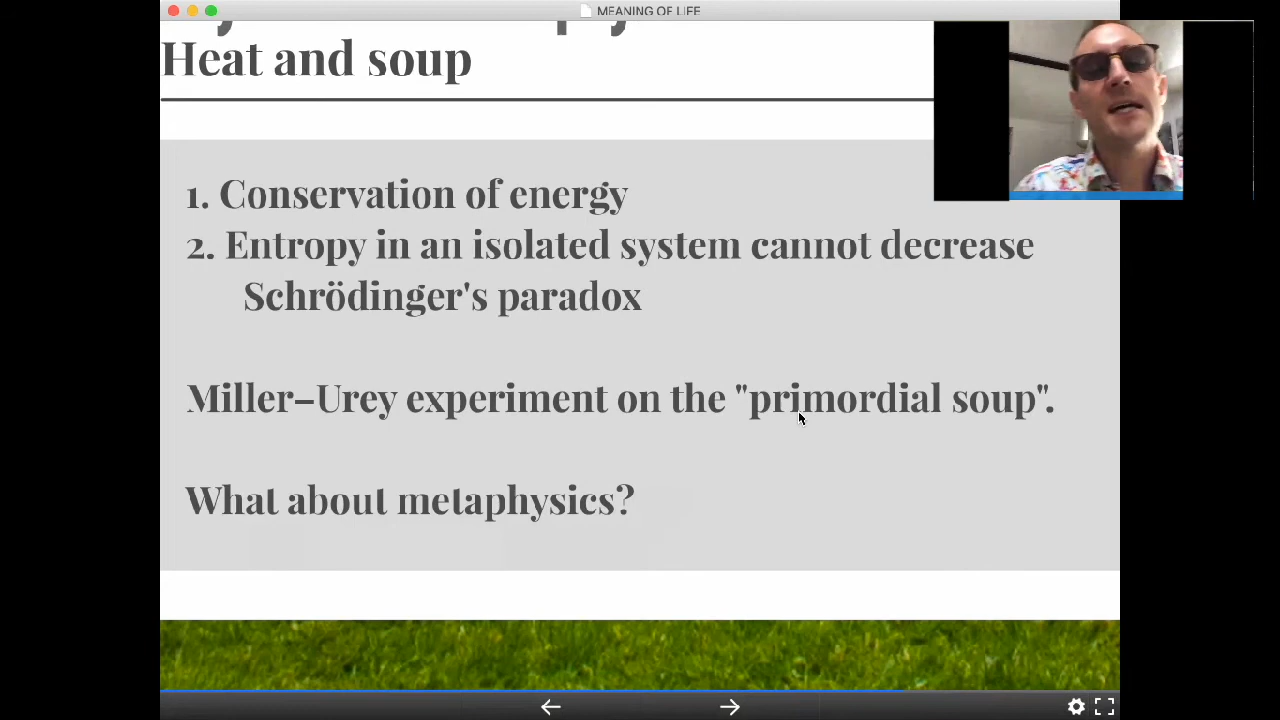 MEANING OF LIFE
Heat and soup
1. Conservation of energy
2. Entropy in an isolated system cannot decrease
Schrödinger's paradox
Miller–Urey experiment on the "primordial soup".
What about metaphysics?